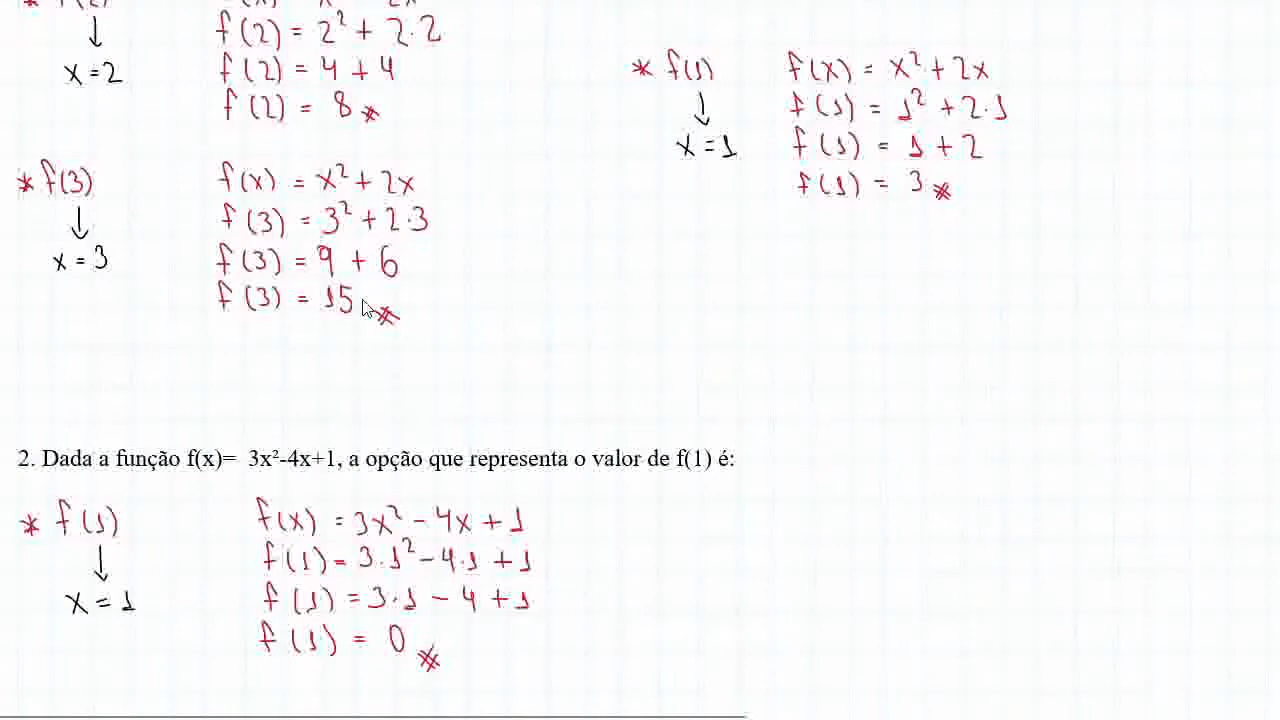 f(2) = 2² + 2·2
x = 2
f(2) = 4 + 4
f(2) = 8 *
* f(1)
f(x) = x² + 2x
f(1) = 1² + 2·1
x = 1
f(1) = 1 + 2
f(1) = 3 *
* f(3)
f(x) = x² + 2x
f(3) = 3² + 2·3
x = 3
f(3) = 9 + 6
f(3) = 15 *
2. Dada a função f(x)= 3x²-4x+1, a opção que representa o valor de f(1) é:
* f(1)
f(x) = 3x² - 4x + 1
f(1) = 3·1² - 4·1 + 1
x = 1
f(1) = 3·1 - 4 + 1
f(1) = 0 *